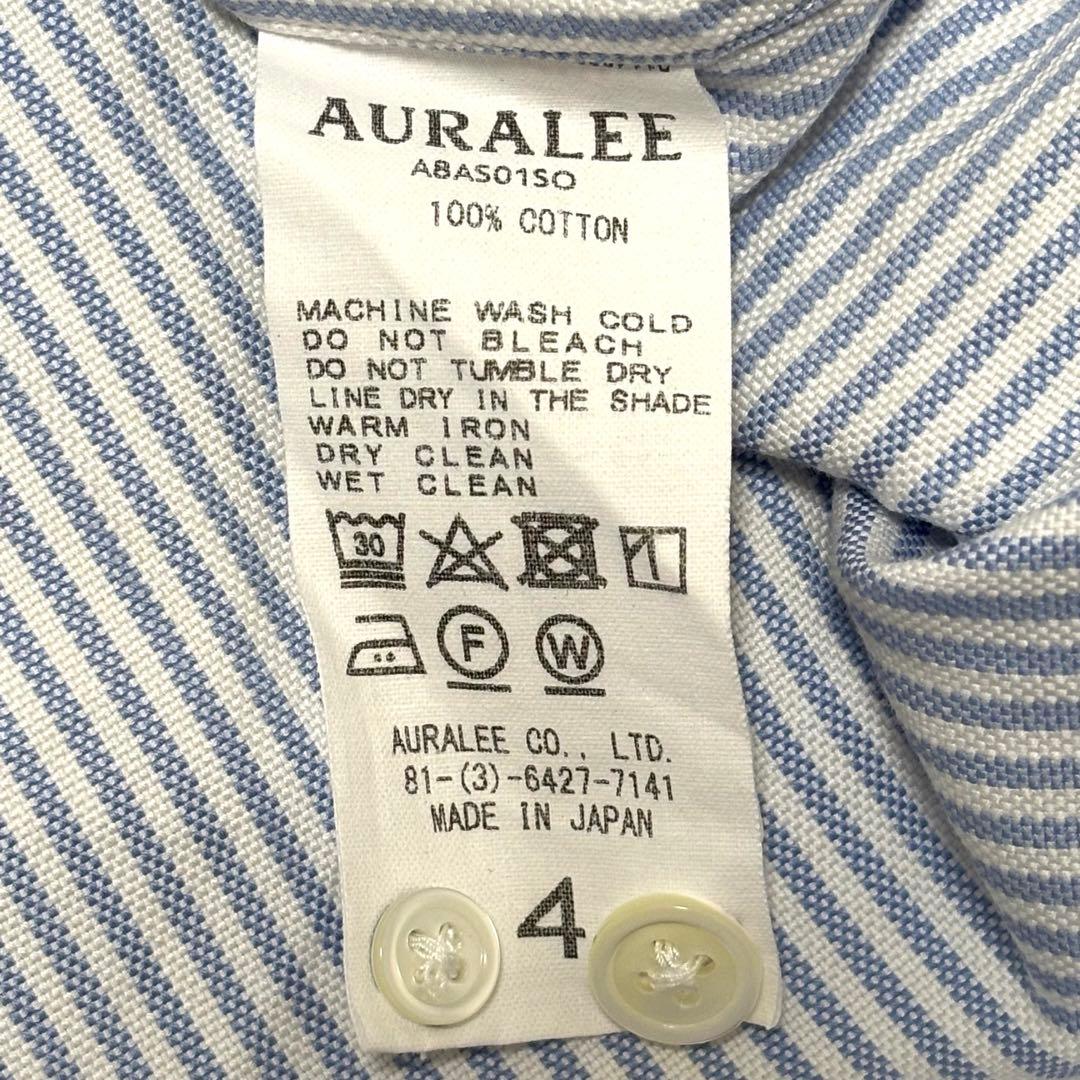 AURALEE
A8AS01SO
100% COTTON
MACHINE WASH COLD
DO NOT BLEACH
DO NOT TUMBLE DRY
LINE DRY IN THE SHADE
WARM IRON
DRY CLEAN
WET CLEAN
30
F W
AURALEE CO., LTD.
81-(3)-6427-7141
MADE IN JAPAN
4